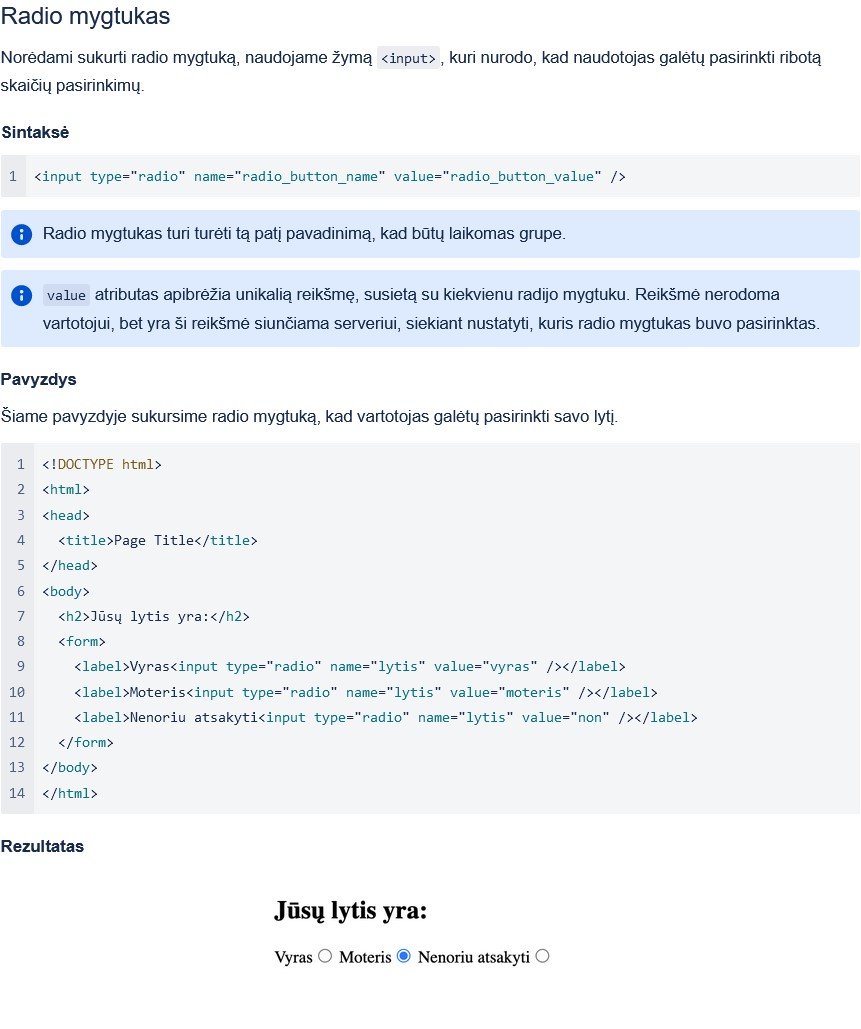 Radio mygtukas
Norėdami sukurti radio mygtuką, naudojame žymą <input>, kuri nurodo, kad naudotojas galėtų pasirinkti ribotą
skaičių pasirinkimų.
Sintaksė
1 <input type="radio" name="radio_button_name" value="radio_button_value" />
Radio mygtukas turi turėti tą patį pavadinimą, kad būtų laikomas grupe.
value atributas apibrėžia unikalią reikšmę, susietą su kiekvienu radijo mygtuku. Reikšmė nerodoma
vartotojui, bet yra ši reikšmė siunčiama serveriui, siekiant nustatyti, kuris radio mygtukas buvo pasirinktas.
Pavyzdys
Šiame pavyzdyje sukursime radio mygtuką, kad vartotojas galėtų pasirinkti savo lytį.
1 <!DOCTYPE html>
2 <html>
3 <head>
4   <title>Page Title</title>
5 </head>
6 <body>
7   <h2>Jūsų lytis yra:</h2>
8   <form>
9     <label>Vyras<input type="radio" name="lytis" value="vyras" /></label>
10     <label>Moteris<input type="radio" name="lytis" value="moteris" /></label>
11     <label>Nenoriu atsakyti<input type="radio" name="lytis" value="non" /></label>
12   </form>
13 </body>
14 </html>
Rezultatas
Jūsų lytis yra:
Vyras Moteris Nenoriu atsakyti